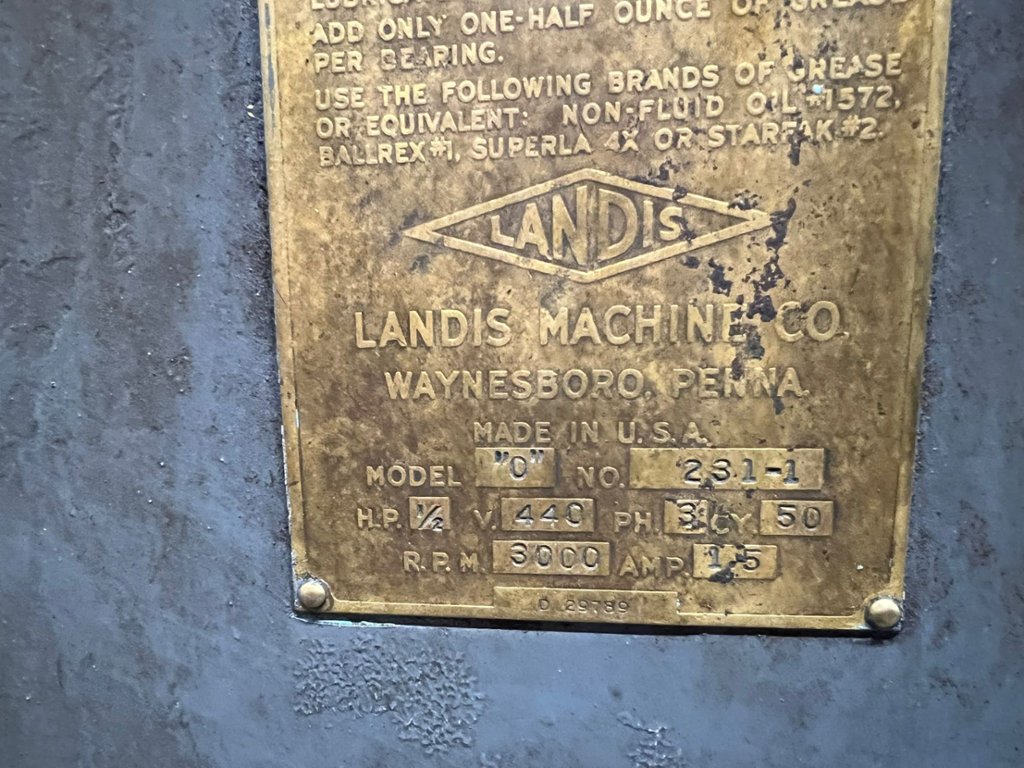 ADD ONLY ONE-HALF OUNCE OF GREASE
PER BEARING.
USE THE FOLLOWING BRANDS OF GREASE
OR EQUIVALENT: NON-FLUID OIL #1572,
BALLREX #1, SUPERLA 4X OR STARFAK #2.
LANDIS
LANDIS MACHINE CO.
WAYNESBORO, PENNA.
MADE IN U.S.A.
MODEL "O" NO. 231-1
H.P. ½ V. 440 PH. 3 CY. 50
R.P.M. 3000 AMP. 1.5
D 29789